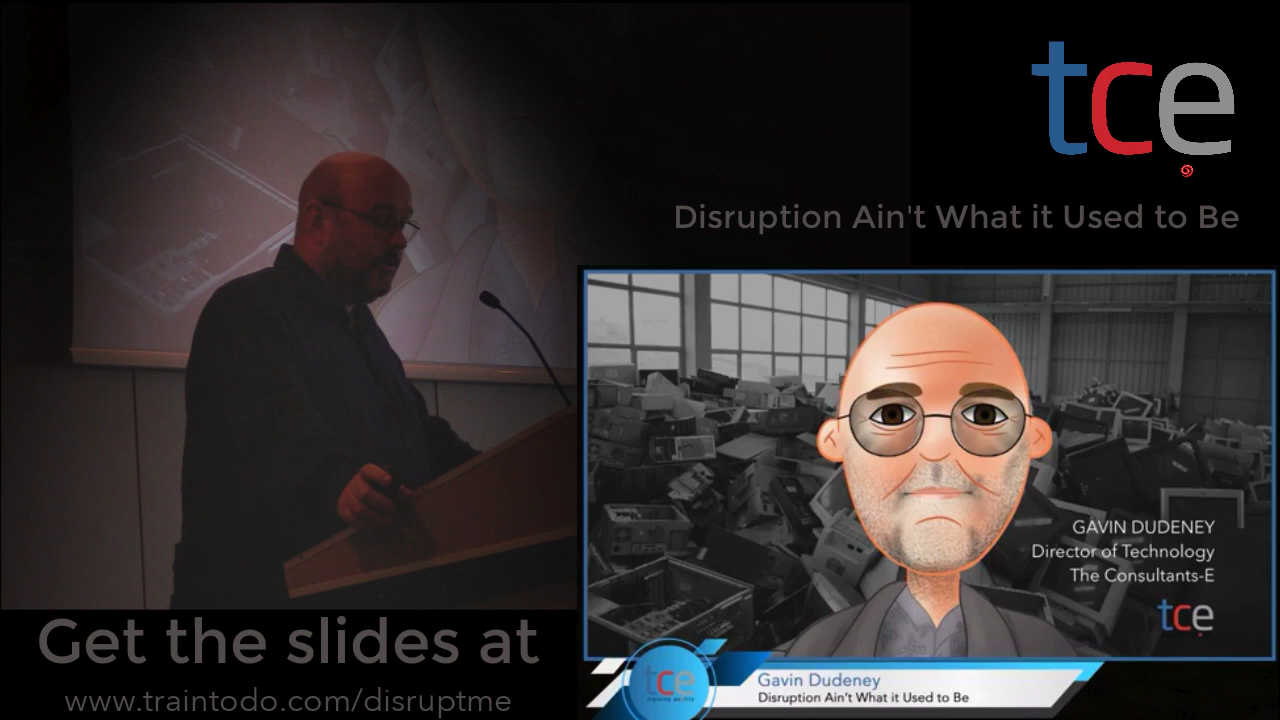 tce
Disruption Ain't What it Used to Be
GAVIN DUDENEY
Director of Technology
The Consultants-E
tce
Get the slides at
www.traintodo.com/disruptme
tce
Gavin Dudeney
Disruption Ain't What it Used to Be